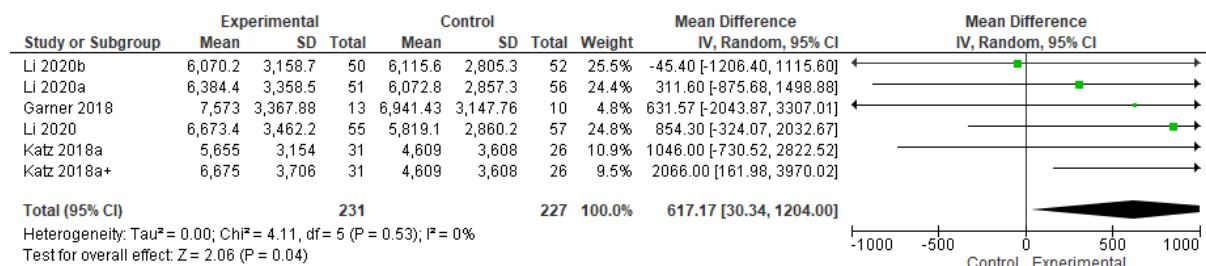 Experimental Control Mean Difference Mean Difference
Study or Subgroup Mean SD Total Mean SD Total Weight IV, Random, 95% CI IV, Random, 95% CI
Li 2020b 6,070.2 3,158.7 50 6,115.6 2,805.3 52 25.5% -45.40 [-1206.40, 1115.60]
Li 2020a 6,384.4 3,358.5 51 6,072.8 2,857.3 56 24.4% 311.60 [-875.68, 1498.88]
Garner 2018 7,573 3,367.88 13 6,941.43 3,147.76 10 4.8% 631.57 [-2043.87, 3307.01]
Li 2020 6,673.4 3,462.2 55 5,819.1 2,860.2 57 24.8% 854.30 [-324.07, 2032.67]
Katz 2018a 5,655 3,154 31 4,609 3,608 26 10.9% 1046.00 [-730.52, 2822.52]
Katz 2018a+ 6,675 3,706 31 4,609 3,608 26 9.5% 2066.00 [161.98, 3970.02]
Total (95% CI) 231 227 100.0% 617.17 [30.34, 1204.00]
Heterogeneity: Tau² = 0.00; Chi² = 4.11, df = 5 (P = 0.53); I² = 0%
Test for overall effect: Z = 2.06 (P = 0.04)
-1000 -500 0 500 1000
Control Experimental